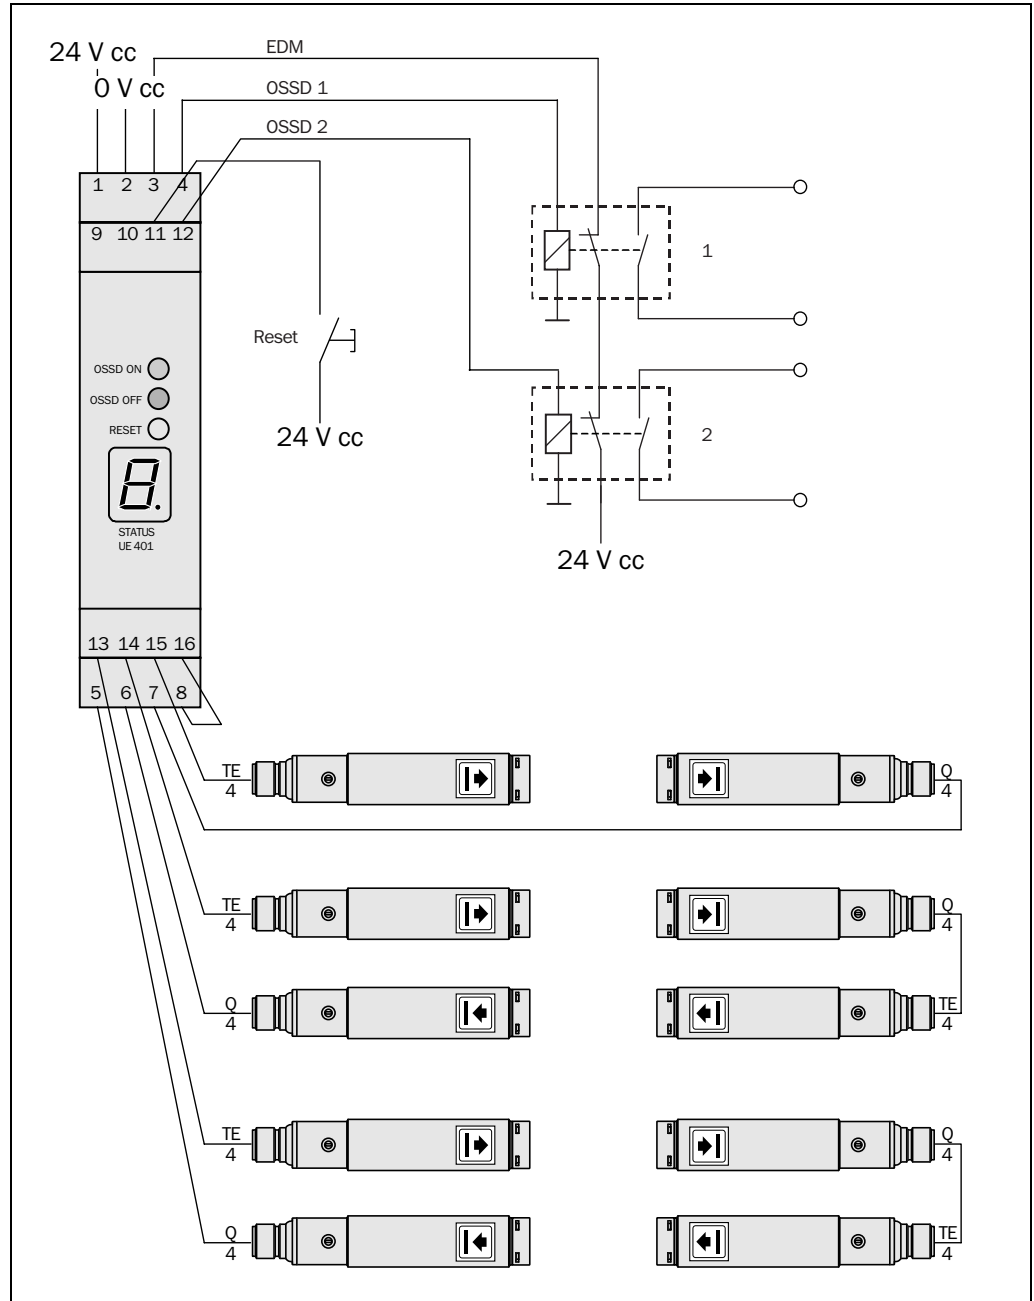 24 V cc
0 V cc
EDM
OSSD 1
OSSD 2
1 2 3 4
9 10 11 12
1
Reset
OSSD ON
OSSD OFF
RESET
24 V cc
2
8.
STATUS
UE 401
24 V cc
13 14 15 16
5 6 7 8
TE
4
Q
4
TE
4
Q
4
Q
4
TE
4
TE
4
Q
4
Q
4
TE
4